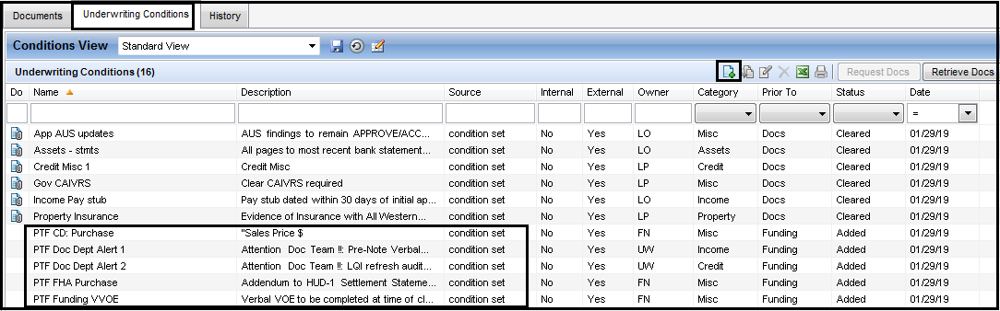 Documents Underwriting Conditions History
Conditions View Standard View
Underwriting Conditions (16) Request Docs Retrieve Docs
Do Name Description Source Internal External Owner Category Prior To Status Date
=
App AUS updates AUS findings to remain APPROVE/ACC... condition set No Yes LO Misc Docs Cleared 01/29/19
Assets - stmts All pages to most recent bank statement... condition set No Yes LO Assets Docs Cleared 01/29/19
Credit Misc 1 Credit Misc condition set No Yes LP Credit Docs Cleared 01/29/19
Gov CAIVRS Clear CAIVRS required condition set No Yes LP Misc Docs Cleared 01/29/19
Income Pay stub Pay stub dated within 30 days of initial ap... condition set No Yes LO Income Docs Cleared 01/29/19
Property Insurance Evidence of Insurance with All Western... condition set No Yes LP Property Docs Cleared 01/29/19
PTF CD: Purchase "Sales Price $ condition set No Yes FN Misc Funding Added 01/29/19
PTF Doc Dept Alert 1 Attention Doc Team !!: Pre-Note Verbal... condition set No Yes UW Income Funding Added 01/29/19
PTF Doc Dept Alert 2 Attention Doc Team !!: LQI refresh audit... condition set No Yes UW Credit Funding Added 01/29/19
PTF FHA Purchase Addendum to HUD-1 Settlement Stateme... condition set No Yes FN Misc Funding Added 01/29/19
PTF Funding VVOE Verbal VOE to be completed at time of cl... condition set No Yes FN Misc Funding Added 01/29/19